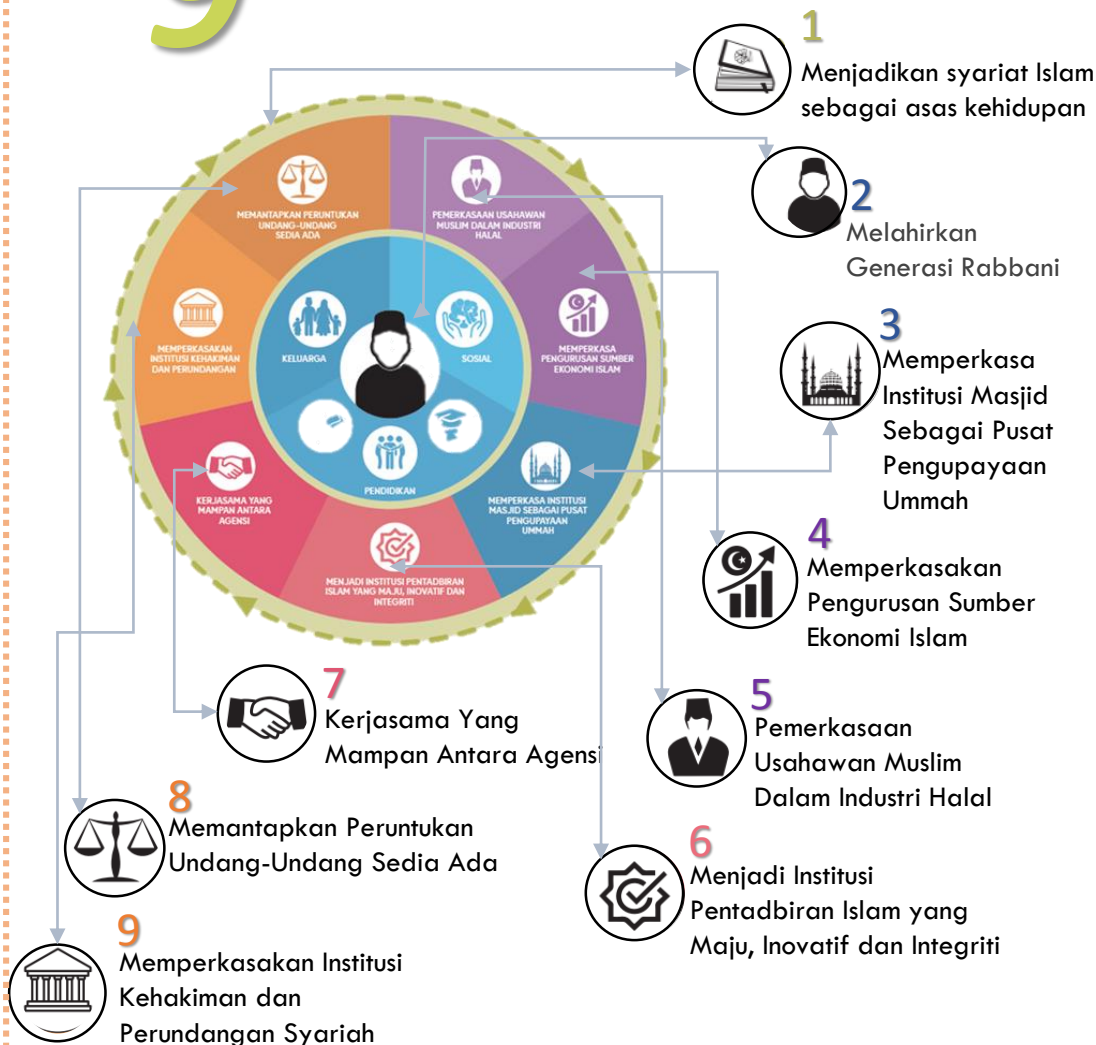 9
1
Menjadikan syariat Islam
sebagai asas kehidupan
2
Melahirkan
Generasi Rabbani
3
Memperkasa
Institusi Masjid
Sebagai Pusat
Pengupayaan
Ummah
4
Memperkasakan
Pengurusan Sumber
Ekonomi Islam
5
Pemerkasaan
Usahawan Muslim
Dalam Industri Halal
6
Menjadi Institusi
Pentadbiran Islam yang
Maju, Inovatif dan Integriti
7
Kerjasama Yang
Mampan Antara Agensi
8
Memantapkan Peruntukan
Undang-Undang Sedia Ada
9
Memperkasakan Institusi
Kehakiman dan
Perundangan Syariah
MEMANTAPKAN PERUNTUKAN
UNDANG-UNDANG
SEDIA ADA
PEMERKASAAN USAHAWAN
MUSLIM DALAM INDUSTRI
HALAL
MEMPERKASAKAN
INSTITUSI KEHAKIMAN
DAN PERUNDANGAN
KELUARGA
SOSIAL
MEMPERKASA
PENGURUSAN SUMBER
EKONOMI ISLAM
KERJASAMA YANG
MAMPAN ANTARA
AGENSI
PENDIDIKAN
MEMPERKASA INSTITUSI
MASJID SEBAGAI PUSAT
PENGUPAYAAN
UMMAH
MENJADI INSTITUSI PENTADBIRAN
ISLAM YANG MAJU, INOVATIF DAN
INTEGRITI